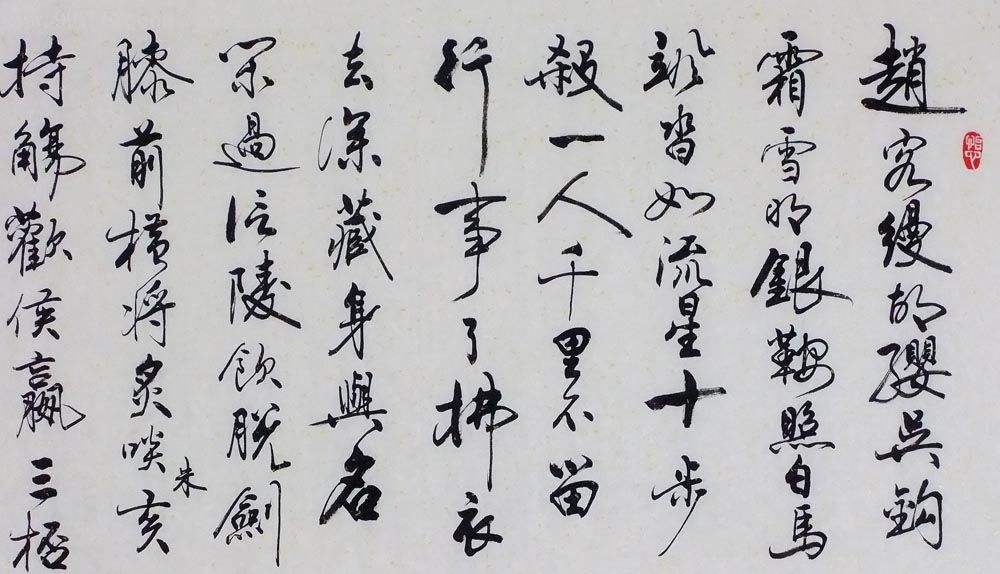 趙客縵胡纓吳鈎
霜雪明銀鞍照白馬
颯沓如流星十步
殺一人千里不留
行事了拂衣
去深藏身與名
閑過信陵飲脫劍
膝前橫將炙啖朱亥
持觴歡侯嬴三杯